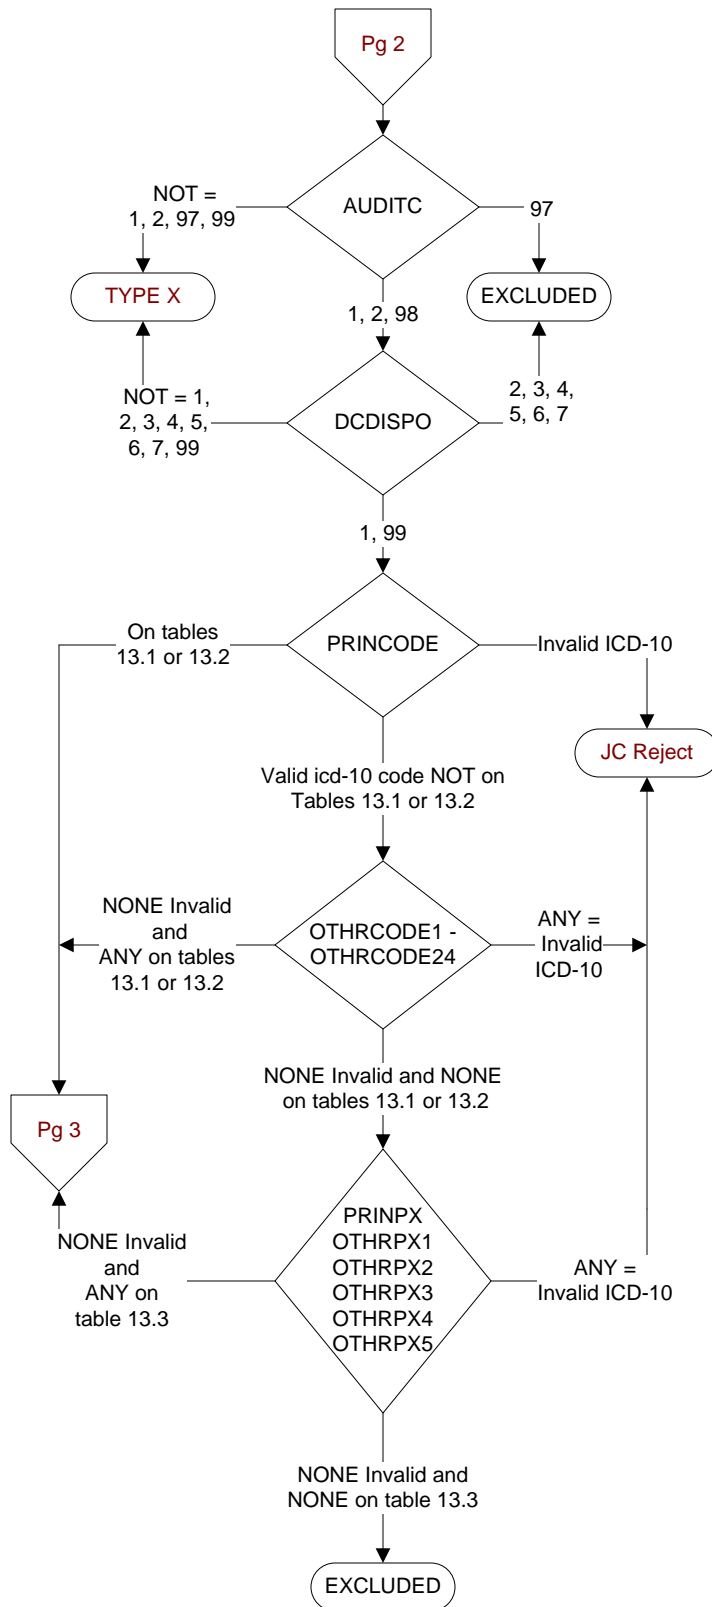 Pg 2
AUDITC
NOT =
1, 2, 97, 99
97
TYPE X
EXCLUDED
1, 2, 98
NOT = 1,
2, 3, 4, 5,
6, 7, 99
DCDISPO
2, 3, 4,
5, 6, 7
1, 99
On tables
13.1 or 13.2
PRINCODE
Invalid ICD-10
JC Reject
Valid icd-10 code NOT on
Tables 13.1 or 13.2
NONE Invalid
and
ANY on tables
13.1 or 13.2
OTHRCODE1 -
OTHRCODE24
ANY =
Invalid
ICD-10
NONE Invalid and NONE
on tables 13.1 or 13.2
Pg 3
NONE Invalid
and
ANY on
table 13.3
PRINPX
OTHRPX1
OTHRPX2
OTHRPX3
OTHRPX4
OTHRPX5
ANY =
Invalid ICD-10
NONE Invalid and
NONE on table 13.3
EXCLUDED